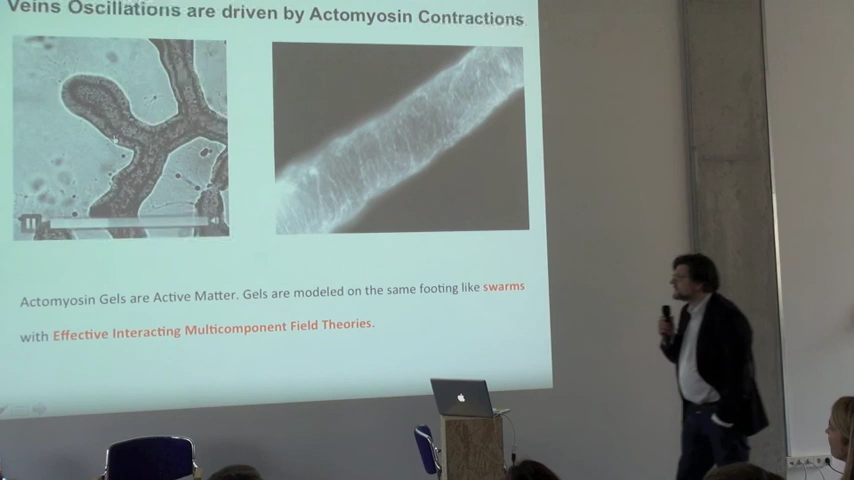 Veins Oscillations are driven by Actomyosin Contractions
Actomyosin Gels are Active Matter. Gels are modeled on the same footing like swarms
with Effective Interacting Multicomponent Field Theories.